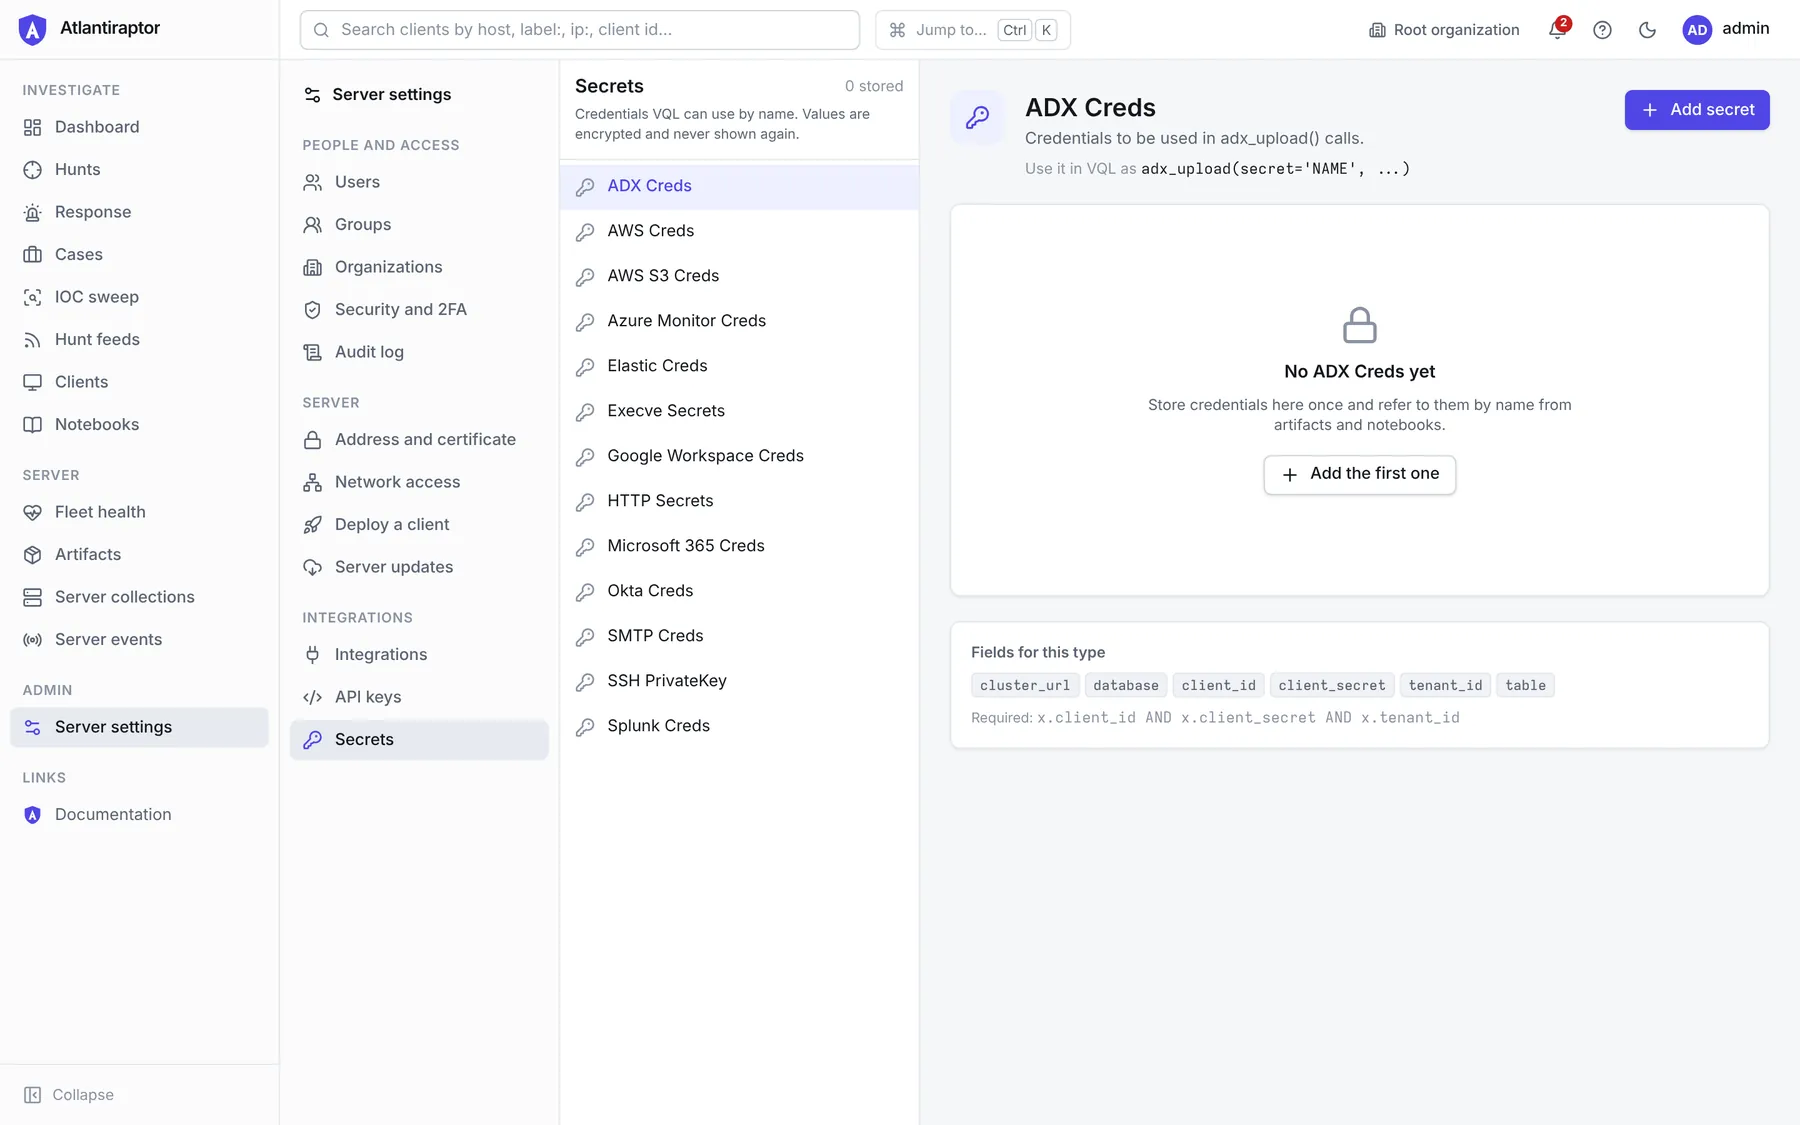 Atlantiraptor
Search clients by host, label:, ip:, client id...
Jump to... Ctrl K
Root organization
2
AD admin
INVESTIGATE
Dashboard
Hunts
Response
Cases
IOC sweep
Hunt feeds
Clients
Notebooks
SERVER
Fleet health
Artifacts
Server collections
Server events
ADMIN
Server settings
LINKS
Documentation
Collapse
Server settings
PEOPLE AND ACCESS
Users
Groups
Organizations
Security and 2FA
Audit log
SERVER
Address and certificate
Network access
Deploy a client
Server updates
INTEGRATIONS
Integrations
API keys
Secrets
Secrets 0 stored
Credentials VQL can use by name. Values are
encrypted and never shown again.
ADX Creds
AWS Creds
AWS S3 Creds
Azure Monitor Creds
Elastic Creds
Execve Secrets
Google Workspace Creds
HTTP Secrets
Microsoft 365 Creds
Okta Creds
SMTP Creds
SSH PrivateKey
Splunk Creds
ADX Creds
Credentials to be used in adx_upload() calls.
Use it in VQL as adx_upload(secret='NAME', ...)
Add secret
No ADX Creds yet
Store credentials here once and refer to them by name from
artifacts and notebooks.
Add the first one
Fields for this type
cluster_url database client_id client_secret tenant_id table
Required: x.client_id AND x.client_secret AND x.tenant_id